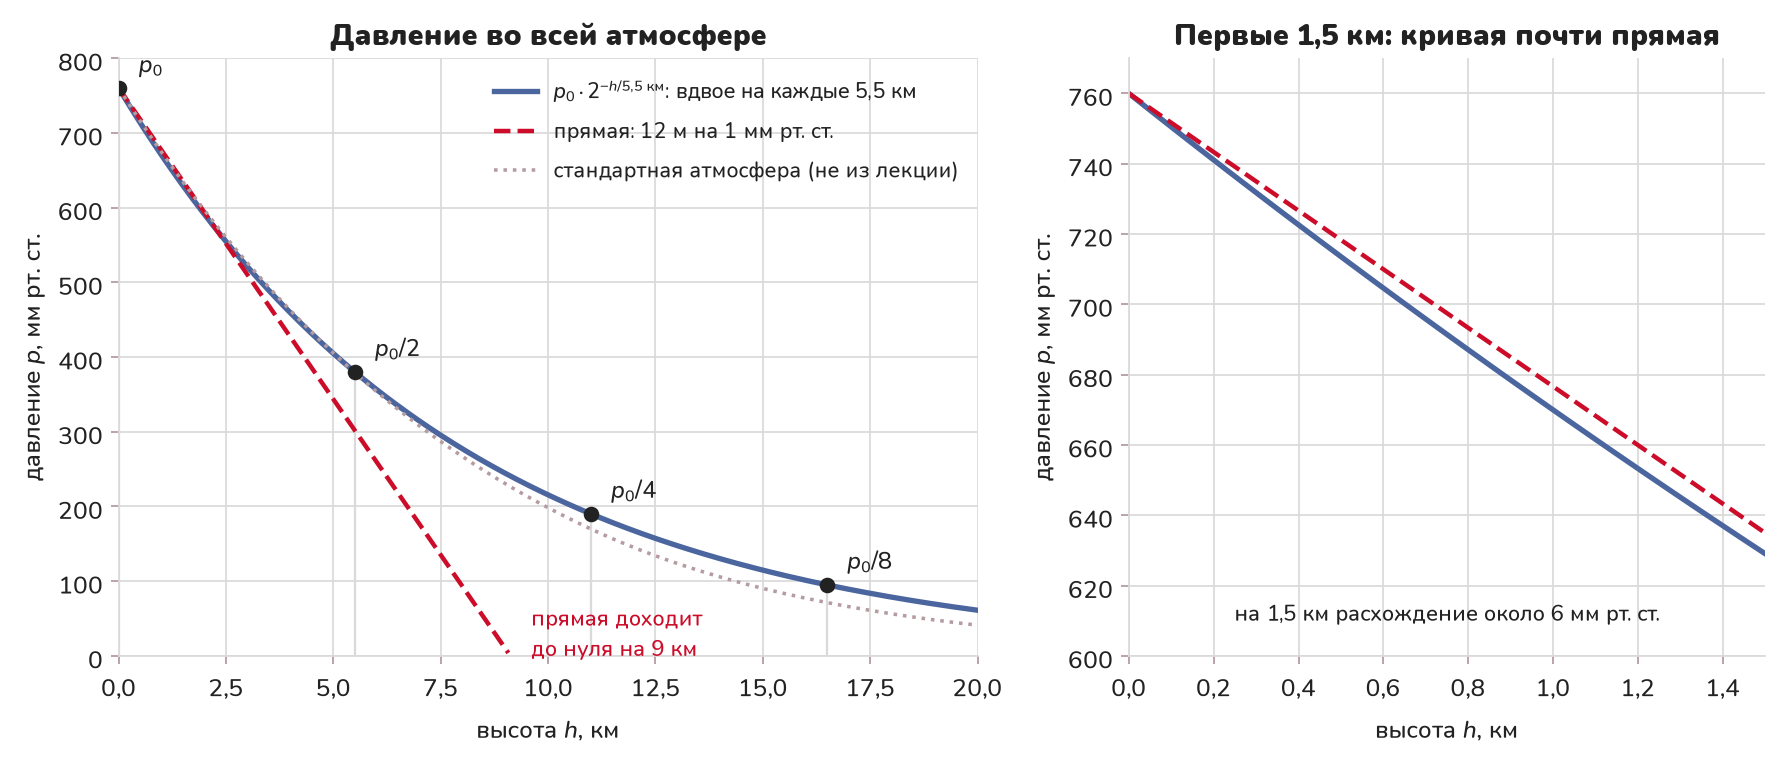 Давление во всей атмосфере
800
700
600
500
400
300
200
100
0
давление p, мм рт. ст.
p₀
p₀ · 2⁻ʰ/⁵,⁵ ᵏᵐ: вдвое на каждые 5,5 км
прямая: 12 м на 1 мм рт. ст.
стандартная атмосфера (не из лекции)
p₀/2
p₀/4
p₀/8
прямая доходит
до нуля на 9 км
0,0 2,5 5,0 7,5 10,0 12,5 15,0 17,5 20,0
высота h, км
Первые 1,5 км: кривая почти прямая
760
740
720
700
680
660
640
620
600
давление p, мм рт. ст.
на 1,5 км расхождение около 6 мм рт. ст.
0,0 0,2 0,4 0,6 0,8 1,0 1,2 1,4
высота h, км